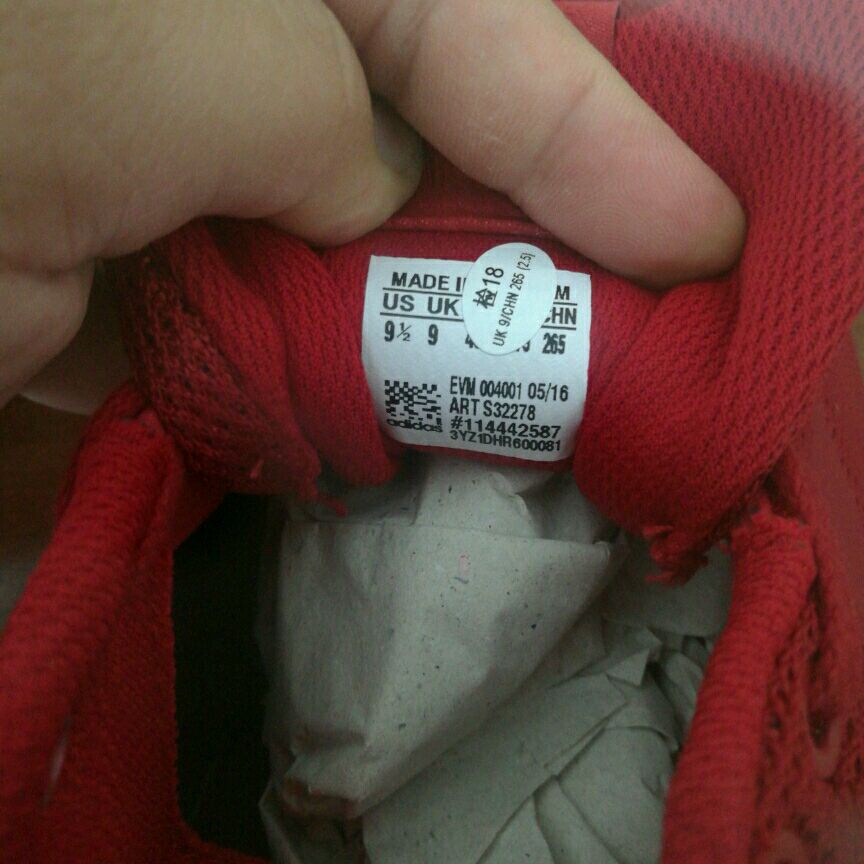 MADE I
M
US UK
CHN
9½ 9 4 265
检18
UK 9/CHN 265 (2.5)
EVM 004001 05/16
ART S32278
#114442587
3YZ1DHR600081
adidas